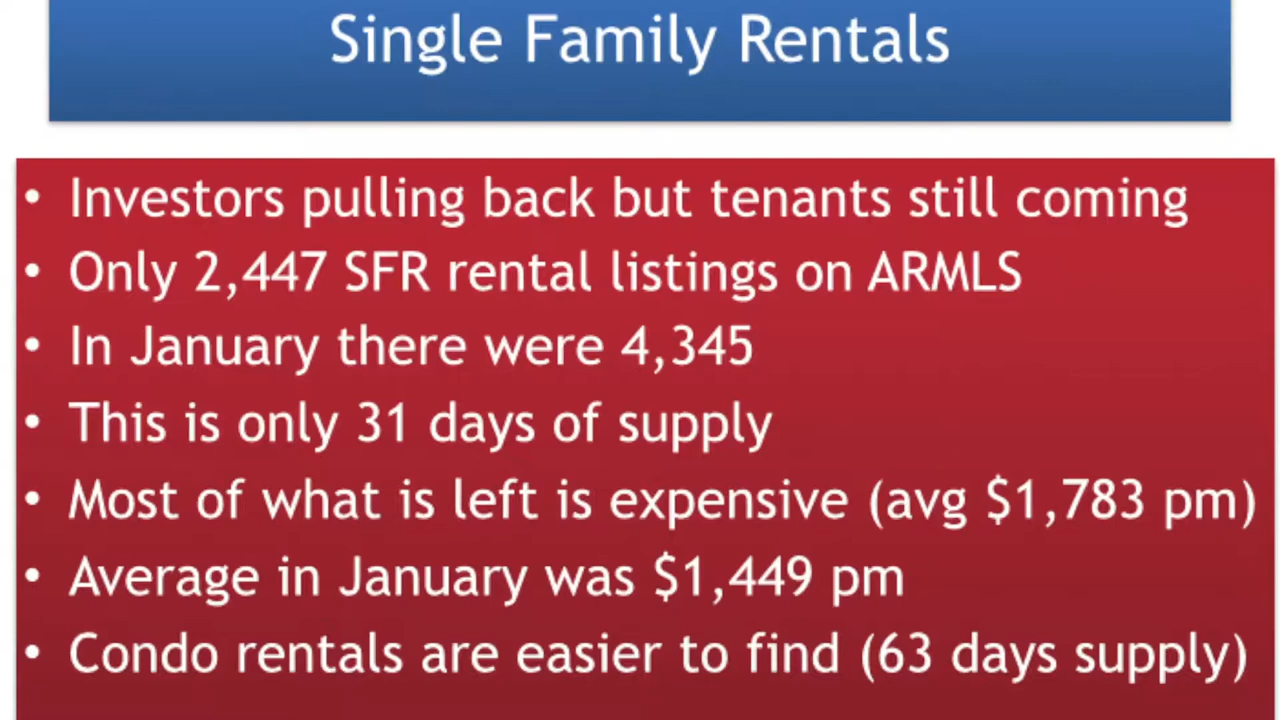 Single Family Rentals
• Investors pulling back but tenants still coming
• Only 2,447 SFR rental listings on ARMLS
• In January there were 4,345
• This is only 31 days of supply
• Most of what is left is expensive (avg $1,783 pm)
• Average in January was $1,449 pm
• Condo rentals are easier to find (63 days supply)